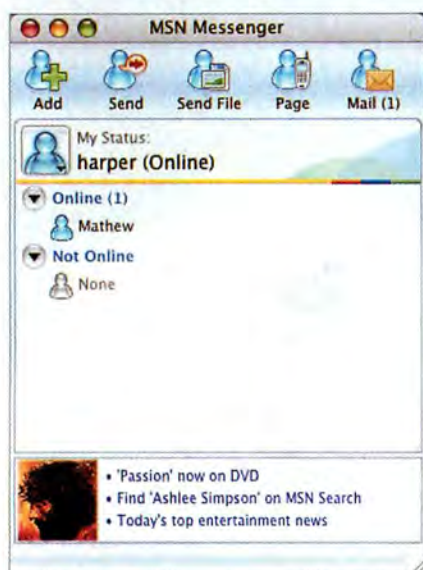 MSN Messenger
Add Send Send File Page Mail (1)
My Status:
harper (Online)
Online (1)
Mathew
Not Online
None
• 'Passion' now on DVD
• Find 'Ashlee Simpson' on MSN Search
• Today's top entertainment news